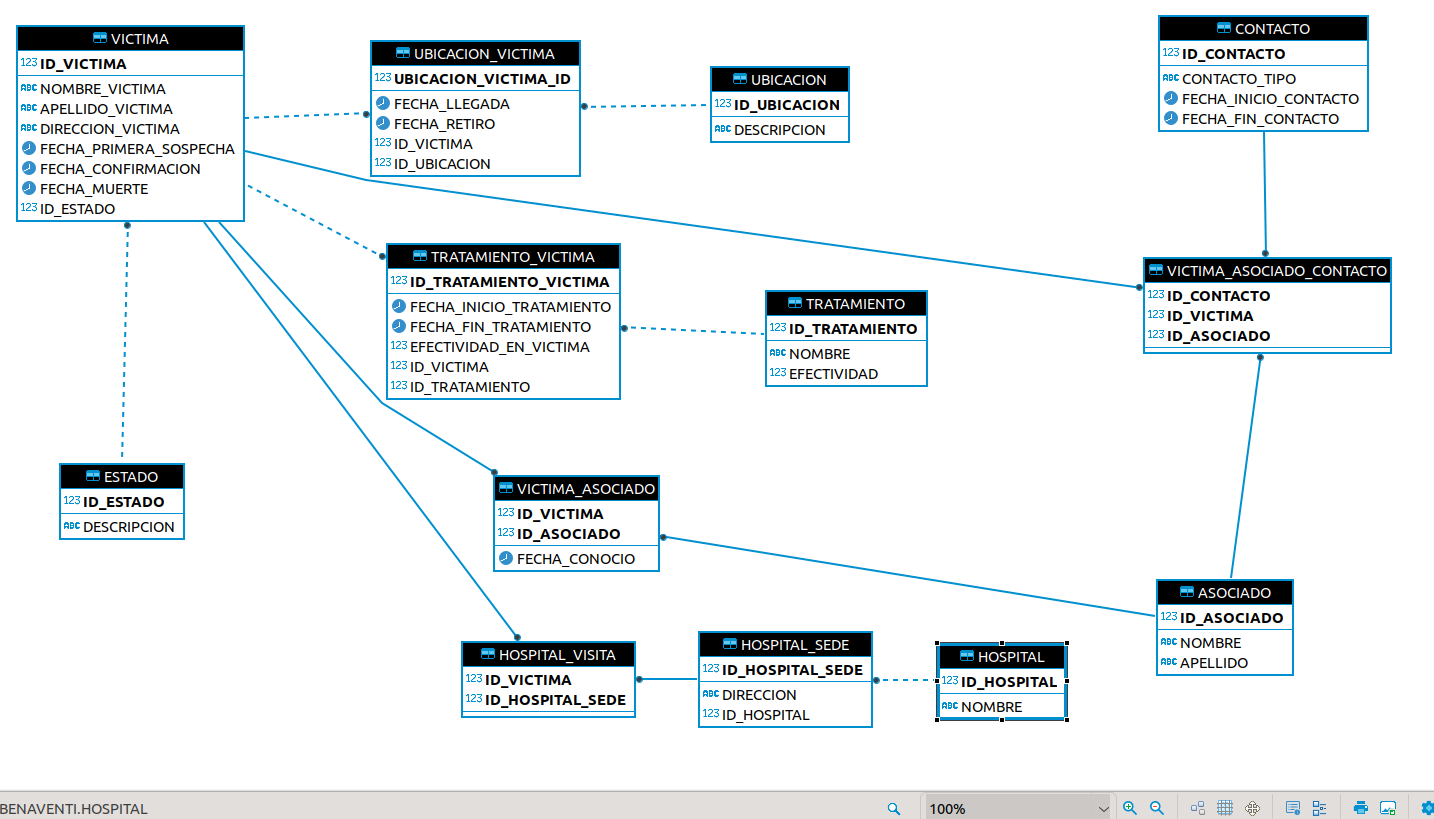 VICTIMA
123 ID_VICTIMA
ABC NOMBRE_VICTIMA
ABC APELLIDO_VICTIMA
ABC DIRECCION_VICTIMA
FECHA_PRIMERA_SOSPECHA
FECHA_CONFIRMACION
FECHA_MUERTE
123 ID_ESTADO
UBICACION_VICTIMA
123 UBICACION_VICTIMA_ID
FECHA_LLEGADA
FECHA_RETIRO
123 ID_VICTIMA
123 ID_UBICACION
UBICACION
123 ID_UBICACION
ABC DESCRIPCION
CONTACTO
123 ID_CONTACTO
ABC CONTACTO_TIPO
FECHA_INICIO_CONTACTO
FECHA_FIN_CONTACTO
TRATAMIENTO_VICTIMA
123 ID_TRATAMIENTO_VICTIMA
FECHA_INICIO_TRATAMIENTO
FECHA_FIN_TRATAMIENTO
123 EFECTIVIDAD_EN_VICTIMA
123 ID_VICTIMA
123 ID_TRATAMIENTO
TRATAMIENTO
123 ID_TRATAMIENTO
ABC NOMBRE
123 EFECTIVIDAD
VICTIMA_ASOCIADO_CONTACTO
123 ID_CONTACTO
123 ID_VICTIMA
123 ID_ASOCIADO
ESTADO
123 ID_ESTADO
ABC DESCRIPCION
VICTIMA_ASOCIADO
123 ID_VICTIMA
123 ID_ASOCIADO
FECHA_CONOCIO
ASOCIADO
123 ID_ASOCIADO
ABC NOMBRE
ABC APELLIDO
HOSPITAL_VISITA
123 ID_VICTIMA
123 ID_HOSPITAL_SEDE
HOSPITAL_SEDE
123 ID_HOSPITAL_SEDE
ABC DIRECCION
123 ID_HOSPITAL
HOSPITAL
123 ID_HOSPITAL
ABC NOMBRE
BENAVENTI.HOSPITAL
100%